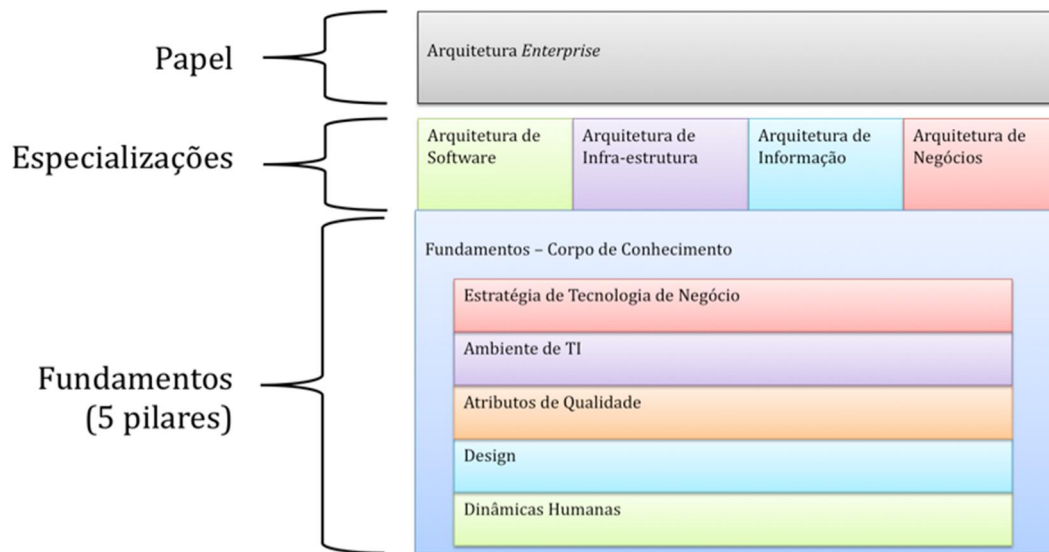 Papel
Arquitetura Enterprise
Especializações
Arquitetura de
Software
Arquitetura de
Infra-estrutura
Arquitetura de
Informação
Arquitetura de
Negócios
Fundamentos
(5 pilares)
Fundamentos – Corpo de Conhecimento
Estratégia de Tecnologia de Negócio
Ambiente de TI
Atributos de Qualidade
Design
Dinâmicas Humanas